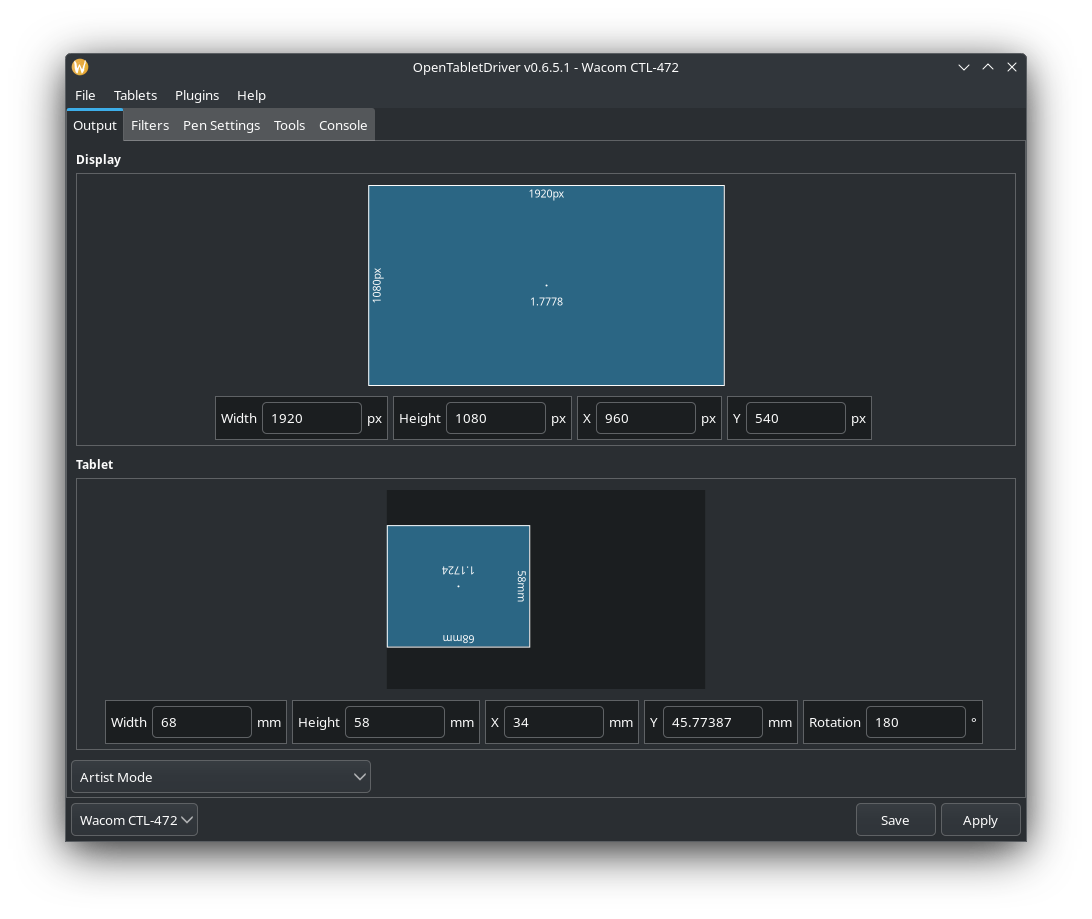 OpenTabletDriver v0.6.5.1 - Wacom CTL-472
File Tablets Plugins Help
Output Filters Pen Settings Tools Console
Display
1920px
1080px
1.7778
Width 1920 px Height 1080 px X 960 px Y 540 px
Tablet
1.1724
58mm
68mm
Width 68 mm Height 58 mm X 34 mm Y 45.77387 mm Rotation 180 °
Artist Mode
Wacom CTL-472 Save Apply